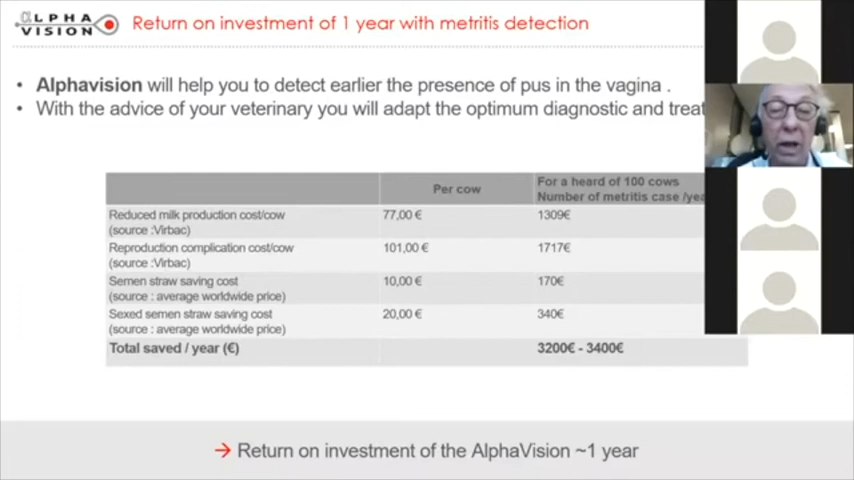 αLPHA
VISION
Return on investment of 1 year with metritis detection
• Alphavision will help you to detect earlier the presence of pus in the vagina .
• With the advice of your veterinary you will adapt the optimum diagnostic and
Per cow
For a heard of 100 cows
Number of metritis case
Reduced milk production cost/cow
(source :Virbac)
77,00 €
1309€
Reproduction complication cost/cow
(source :Virbac)
101,00 €
1717€
Semen straw saving cost
(source : average worldwide price)
10,00 €
170€
Sexed semen straw saving cost
(source : average worldwide price)
20,00 €
340€
Total saved / year (€)
3200€ - 3400€
→ Return on investment of the AlphaVision ~1 year